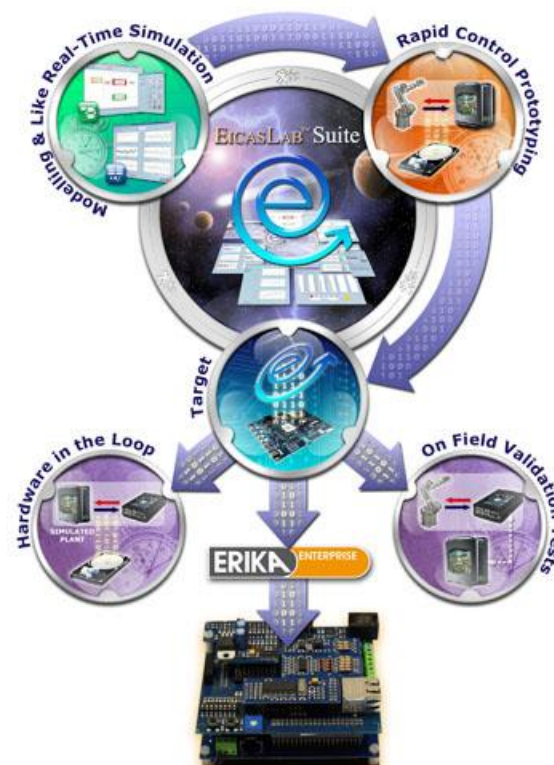 Modelling & Like Real-Time Simulation
Rapid Control Prototyping
EICASLAB™ Suite
Target
Hardware in the Loop
On Field Validation Tests
SIMULATED
PLANT
ERIKA ENTERPRISE